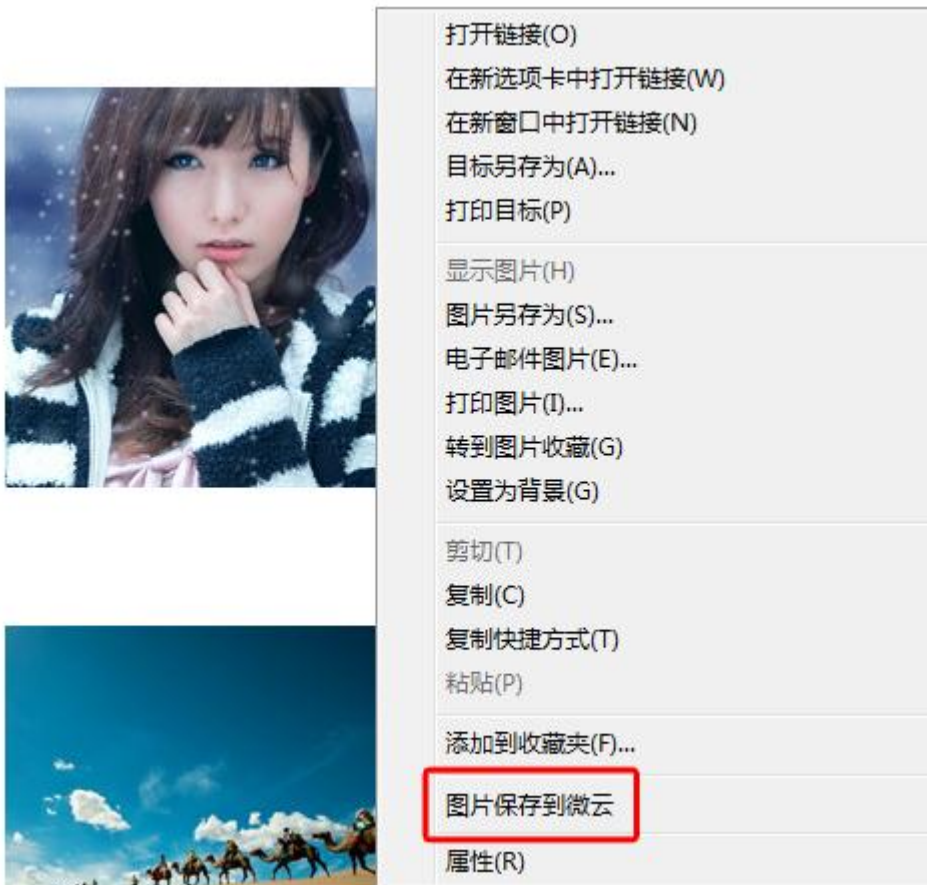 打开链接(O)
在新选项卡中打开链接(W)
在新窗口中打开链接(N)
目标另存为(A)...
打印目标(P)
显示图片(H)
图片另存为(S)...
电子邮件图片(E)...
打印图片(I)...
转到图片收藏(G)
设置为背景(G)
剪切(T)
复制(C)
复制快捷方式(T)
粘贴(P)
添加到收藏夹(F)...
图片保存到微云
属性(R)